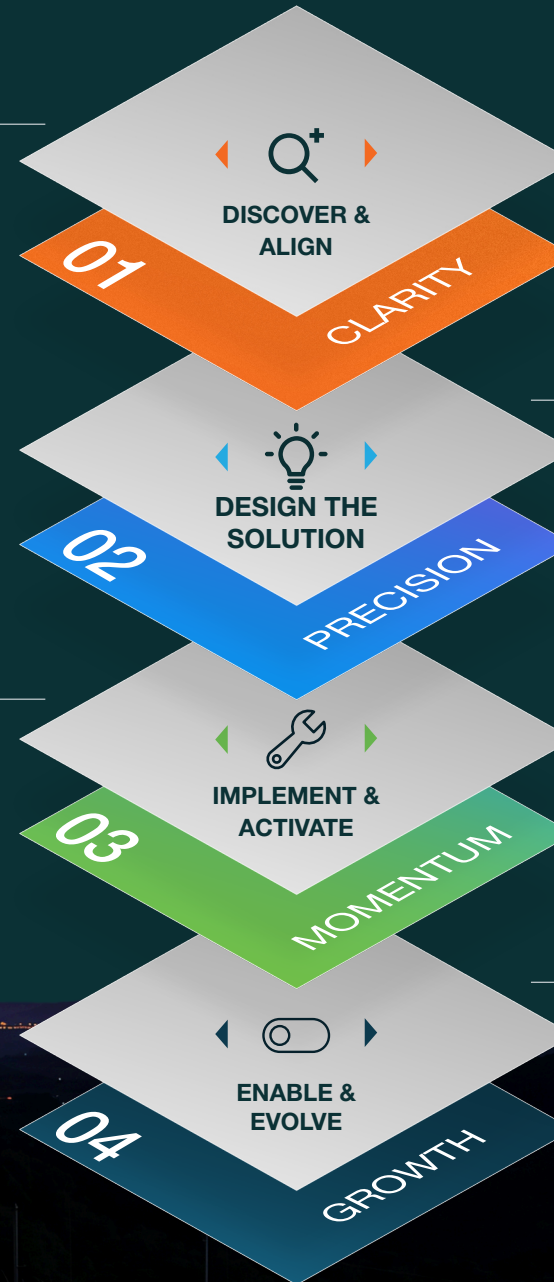 DISCOVER &
ALIGN
01
CLARITY
DESIGN THE
SOLUTION
02
PRECISION
IMPLEMENT &
ACTIVATE
03
MOMENTUM
ENABLE &
EVOLVE
04
GROWTH